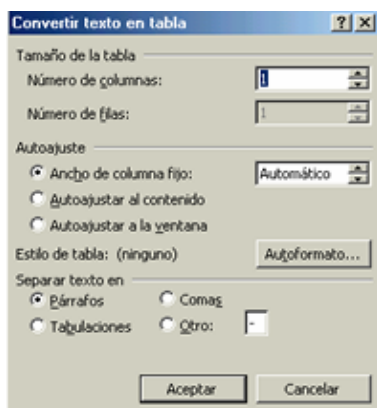 Convertir texto en tabla
Tamaño de la tabla
Número de columnas: 1
Número de filas: 1
Autoajuste
Ancho de columna fijo: Automático
Autoajustar al contenido
Autoajustar a la ventana
Estilo de tabla: (ninguno) Autoformato...
Separar texto en
Párrafos Comas
Tabulaciones Otro: -
Aceptar Cancelar